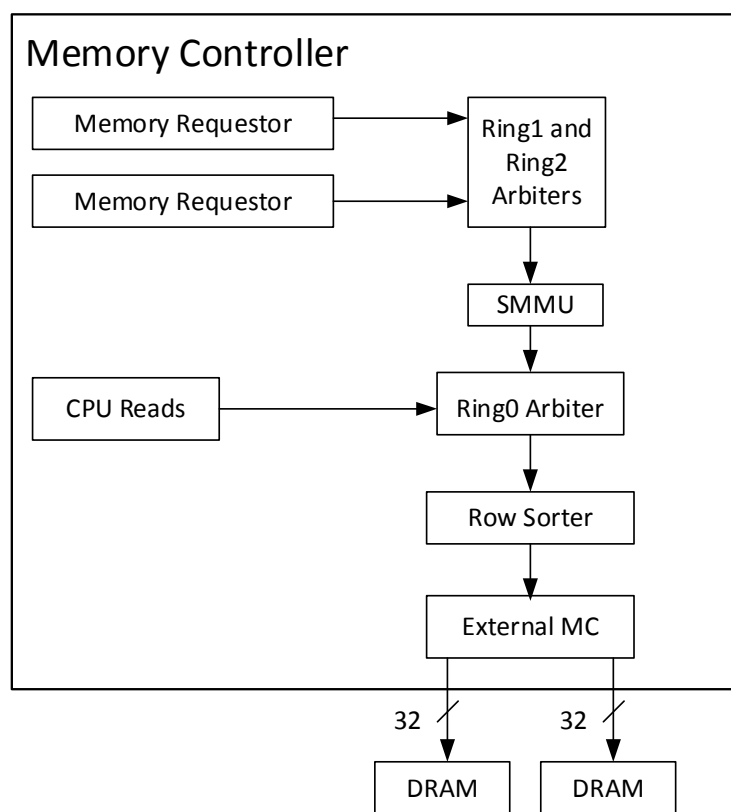 Memory Controller
Memory Requestor
Ring1 and
Ring2
Arbiters
Memory Requestor
SMMU
CPU Reads
Ring0 Arbiter
Row Sorter
External MC
32
32
DRAM
DRAM